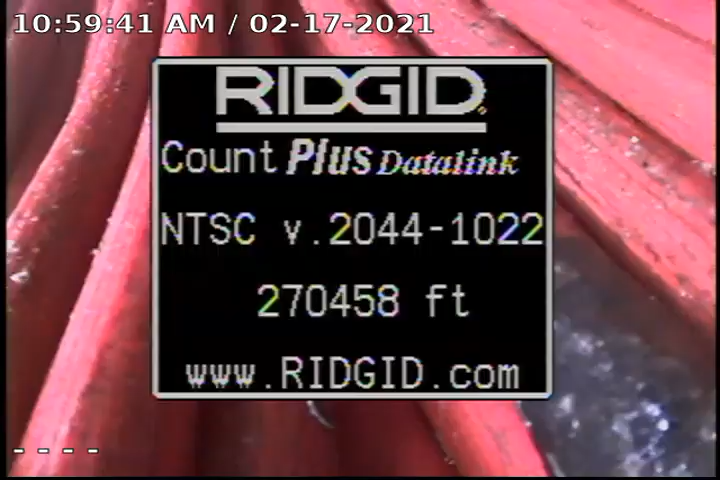 10:59:41 AM / 02-17-2021
RIDGID
Count Plus Datalink
NTSC v.2044-1022
270458 ft
www.RIDGID.com
- - - -